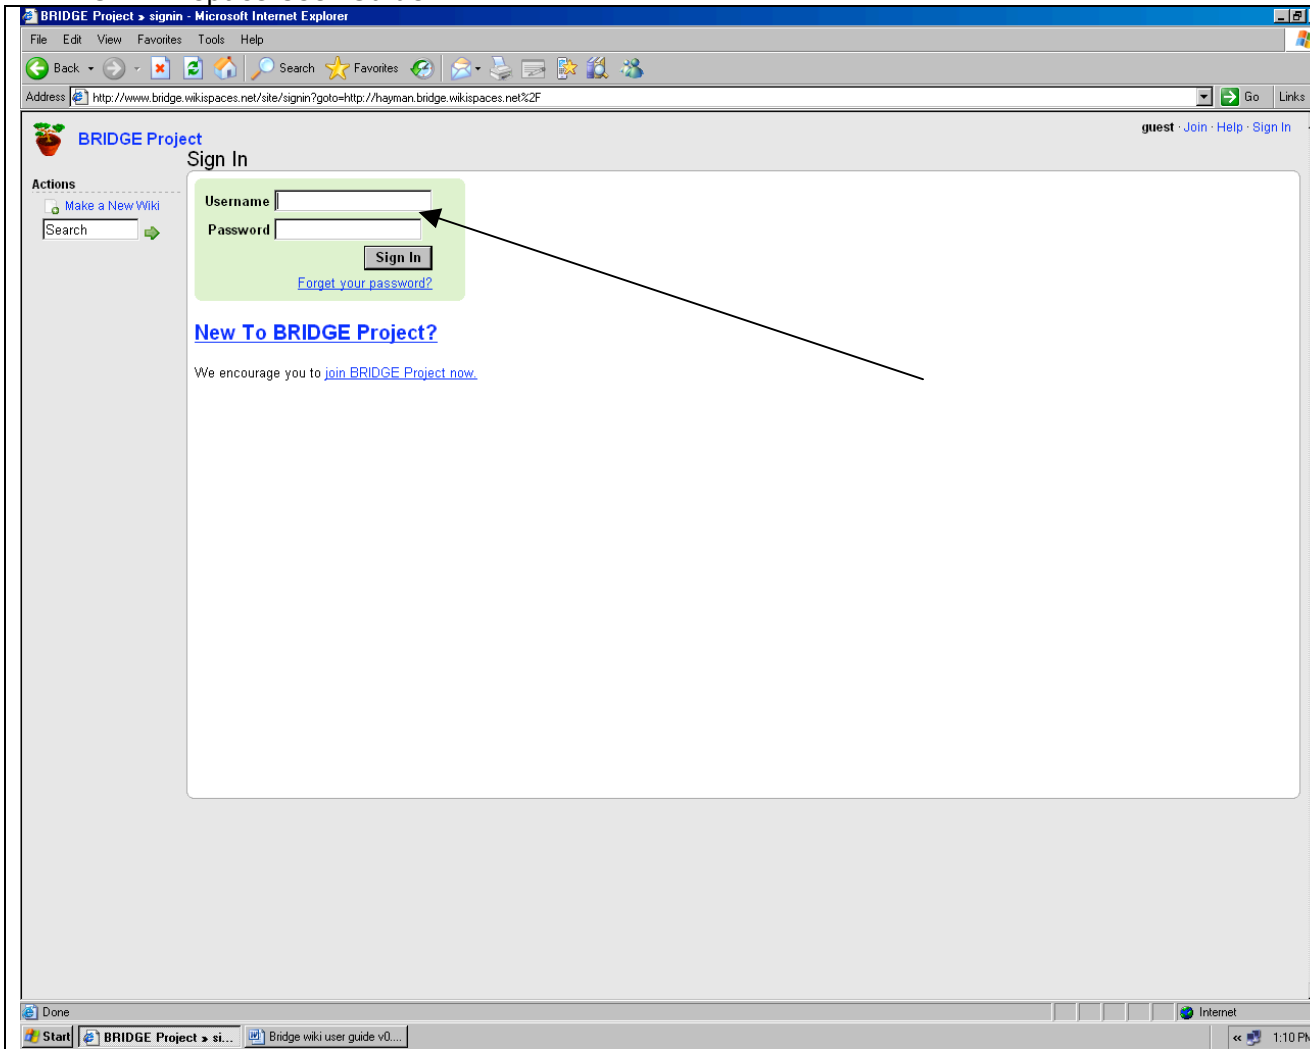 BRIDGE Project » signin - Microsoft Internet Explorer
File Edit View Favorites Tools Help
Back Search Favorites
Address http://www.bridge.wikispaces.net/site/signin?goto=http://hayman.bridge.wikispaces.net%2F Go Links
BRIDGE Project
guest · Join · Help · Sign In
Sign In
Actions
Make a New Wiki
Search
Username
Password
Sign In
Forget your password?
New To BRIDGE Project?
We encourage you to join BRIDGE Project now.
Done Internet
Start BRIDGE Project » si... Bridge wiki user guide v0.... « 1:10 PM